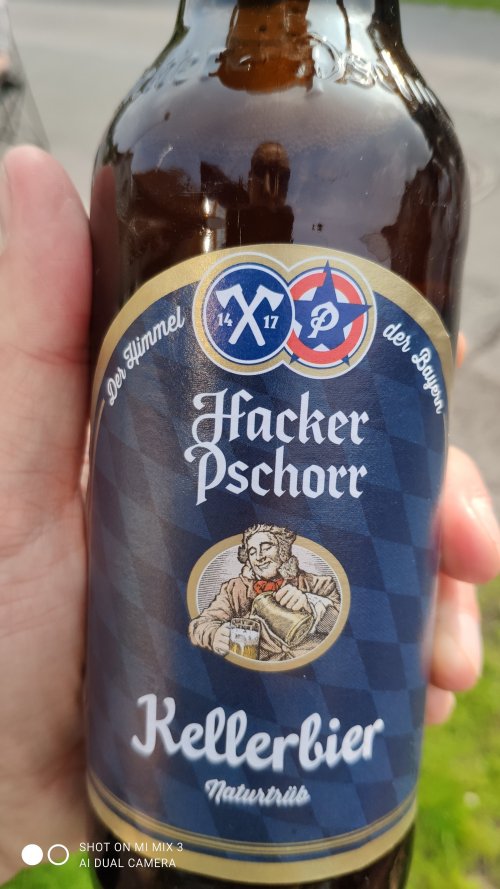 Der Himmel
der Bayern
14 17
P
Hacker
Pschorr
Kellerbier
Naturtrüb
SHOT ON MI MIX 3
AI DUAL CAMERA